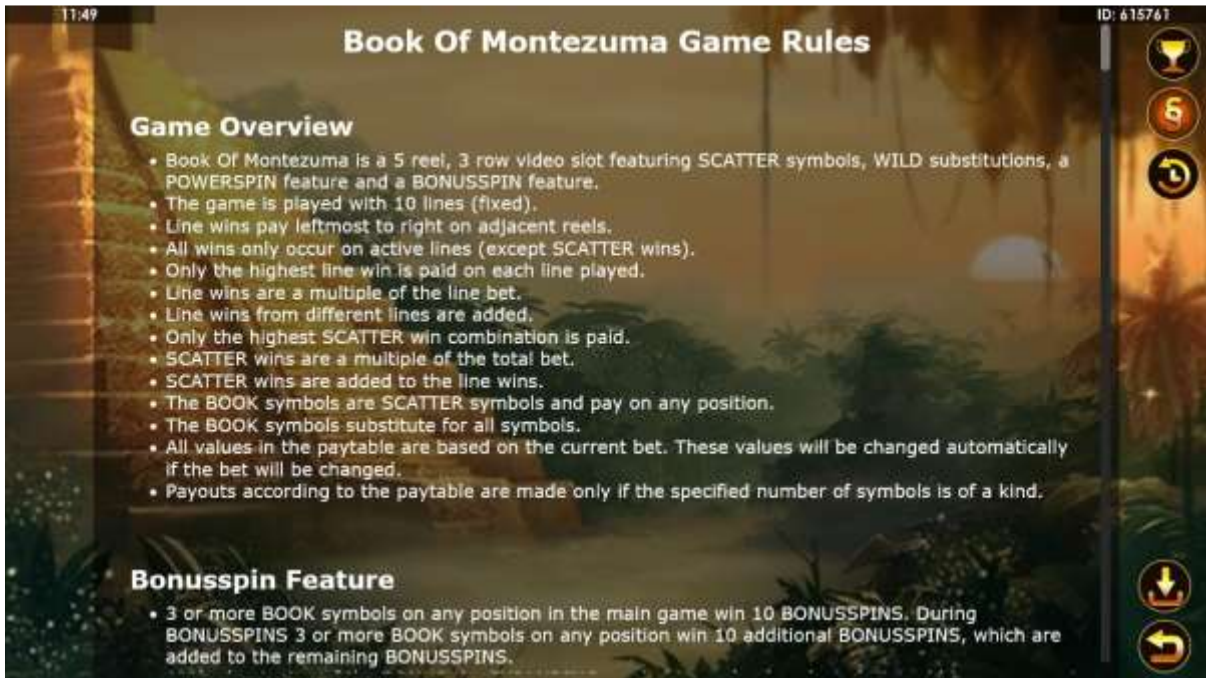 11:49
ID: 615761
Book Of Montezuma Game Rules
Game Overview
• Book Of Montezuma is a 5 reel, 3 row video slot featuring SCATTER symbols, WILD substitutions, a
POWERSPIN feature and a BONUSSPIN feature.
• The game is played with 10 lines (fixed).
• Line wins pay leftmost to right on adjacent reels.
• All wins only occur on active lines (except SCATTER wins).
• Only the highest line win is paid on each line played.
• Line wins are a multiple of the line bet.
• Line wins from different lines are added.
• Only the highest SCATTER win combination is paid.
• SCATTER wins are a multiple of the total bet.
• SCATTER wins are added to the line wins.
• The BOOK symbols are SCATTER symbols and pay on any position.
• The BOOK symbols substitute for all symbols.
• All values in the paytable are based on the current bet. These values will be changed automatically
if the bet will be changed.
• Payouts according to the paytable are made only if the specified number of symbols is of a kind.
Bonusspin Feature
• 3 or more BOOK symbols on any position in the main game win 10 BONUSSPINS. During
BONUSSPINS 3 or more BOOK symbols on any position win 10 additional BONUSSPINS, which are
added to the remaining BONUSSPINS.